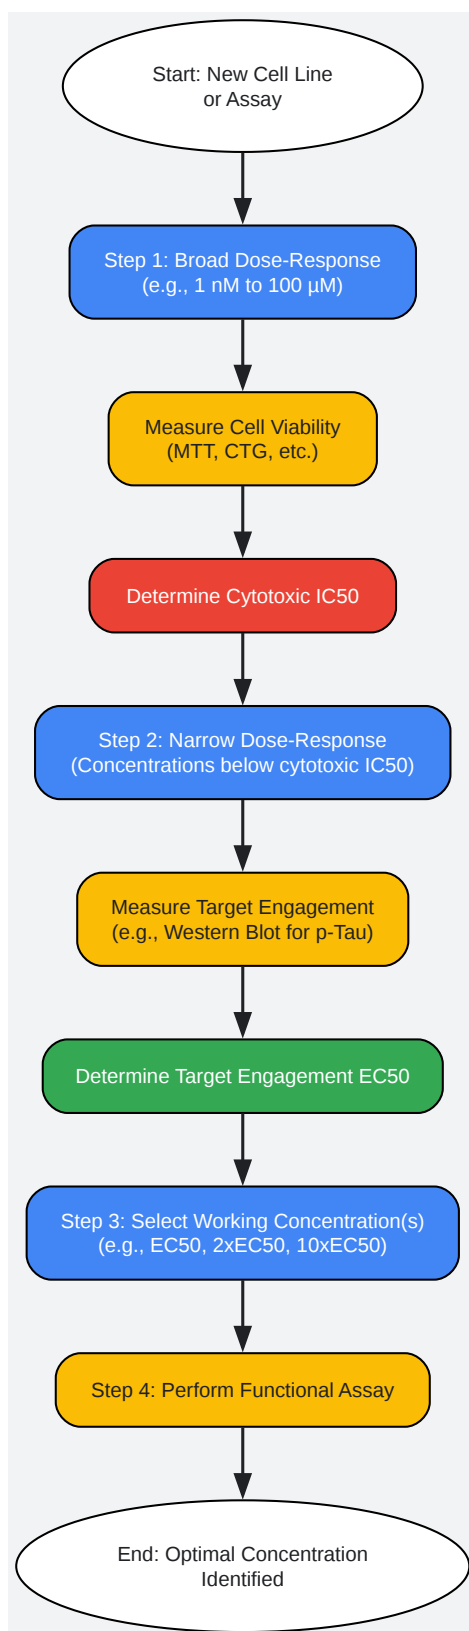 Start: New Cell Line
or Assay
Step 1: Broad Dose-Response
(e.g., 1 nM to 100 µM)
Measure Cell Viability
(MTT, CTG, etc.)
Determine Cytotoxic IC50
Step 2: Narrow Dose-Response
(Concentrations below cytotoxic IC50)
Measure Target Engagement
(e.g., Western Blot for p-Tau)
Determine Target Engagement EC50
Step 3: Select Working Concentration(s)
(e.g., EC50, 2xEC50, 10xEC50)
Step 4: Perform Functional Assay
End: Optimal Concentration
Identified